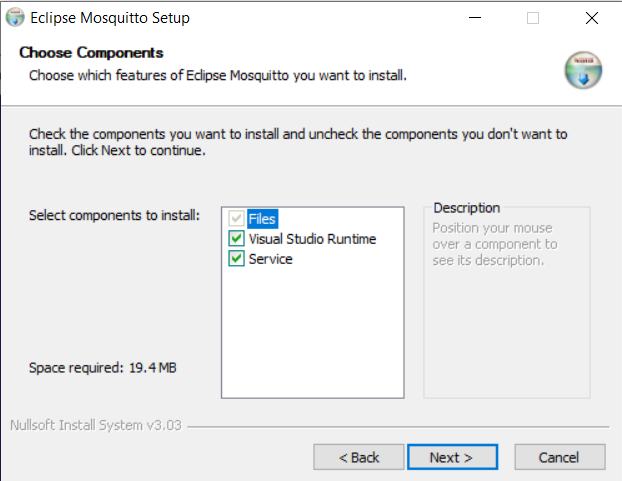 Eclipse Mosquitto Setup
Choose Components
Choose which features of Eclipse Mosquitto you want to install.
Check the components you want to install and uncheck the components you don't want to
install. Click Next to continue.
Select components to install:
Files
Visual Studio Runtime
Service
Description
Position your mouse
over a component to
see its description.
Space required: 19.4 MB
Nullsoft Install System v3.03
< Back
Next >
Cancel